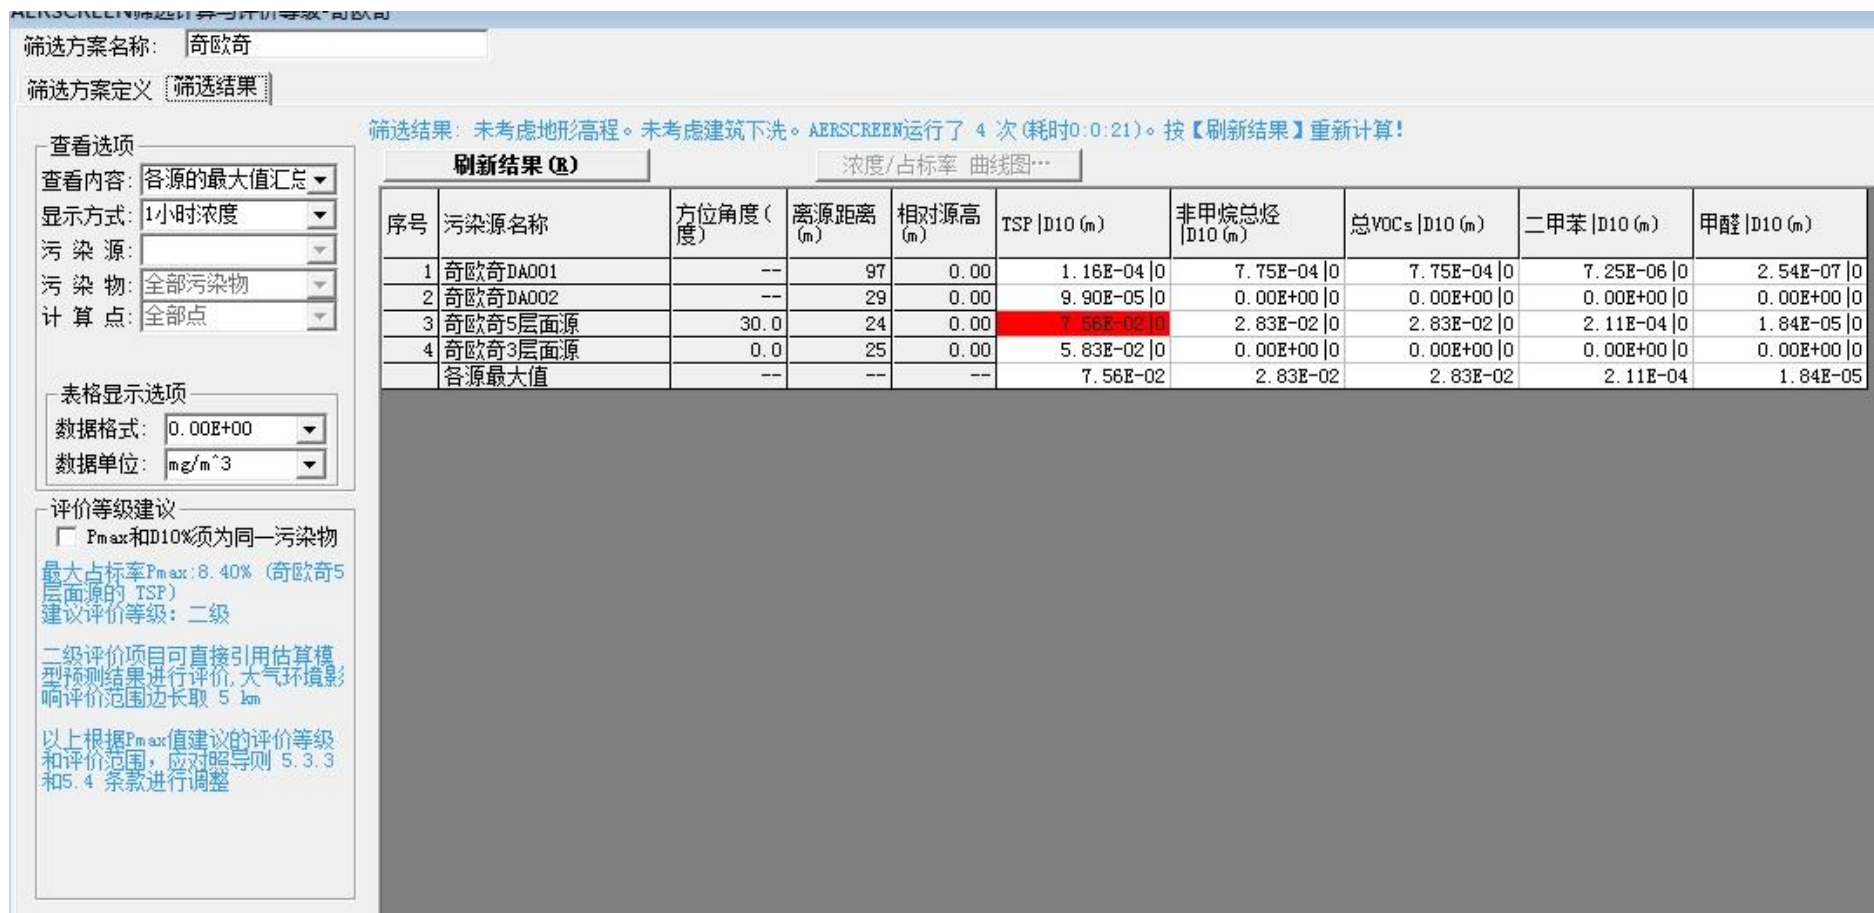 AERSCREEN筛选计算与评价等级-奇欧奇
筛选方案名称: 奇欧奇
筛选方案定义 筛选结果
筛选结果: 未考虑地形高程。未考虑建筑下洗。AERSCREEN运行了 4 次(耗时0:0:21)。按【刷新结果】重新计算!
刷新结果(R) 浓度/占标率 曲线图…
查看选项
查看内容: 各源的最大值汇总
显示方式: 1小时浓度
污 染 源:
污 染 物: 全部污染物
计 算 点: 全部点
表格显示选项
数据格式: 0.00E+00
数据单位: mg/m^3
评价等级建议
Pmax和D10%须为同一污染物
最大占标率Pmax:8.40% (奇欧奇5
层面源的 TSP)
建议评价等级: 二级
二级评价项目可直接引用估算模
型预测结果进行评价,大气环境影
响评价范围边长取 5 km
以上根据Pmax值建议的评价等级
和评价范围,应对照导则 5.3.3
和5.4 条款进行调整
序号 污染源名称 方位角度(度) 离源距离(m) 相对源高(m) TSP|D10(m) 非甲烷总烃|D10(m) 总VOCs|D10(m) 二甲苯|D10(m) 甲醛|D10(m)
1 奇欧奇DA001 -- 97 0.00 1.16E-04|0 7.75E-04|0 7.75E-04|0 7.25E-06|0 2.54E-07|0
2 奇欧奇DA002 -- 29 0.00 9.90E-05|0 0.00E+00|0 0.00E+00|0 0.00E+00|0 0.00E+00|0
3 奇欧奇5层面源 30.0 24 0.00 7.56E-02|0 2.83E-02|0 2.83E-02|0 2.11E-04|0 1.84E-05|0
4 奇欧奇3层面源 0.0 25 0.00 5.83E-02|0 0.00E+00|0 0.00E+00|0 0.00E+00|0 0.00E+00|0
各源最大值 -- -- -- 7.56E-02 2.83E-02 2.83E-02 2.11E-04 1.84E-05